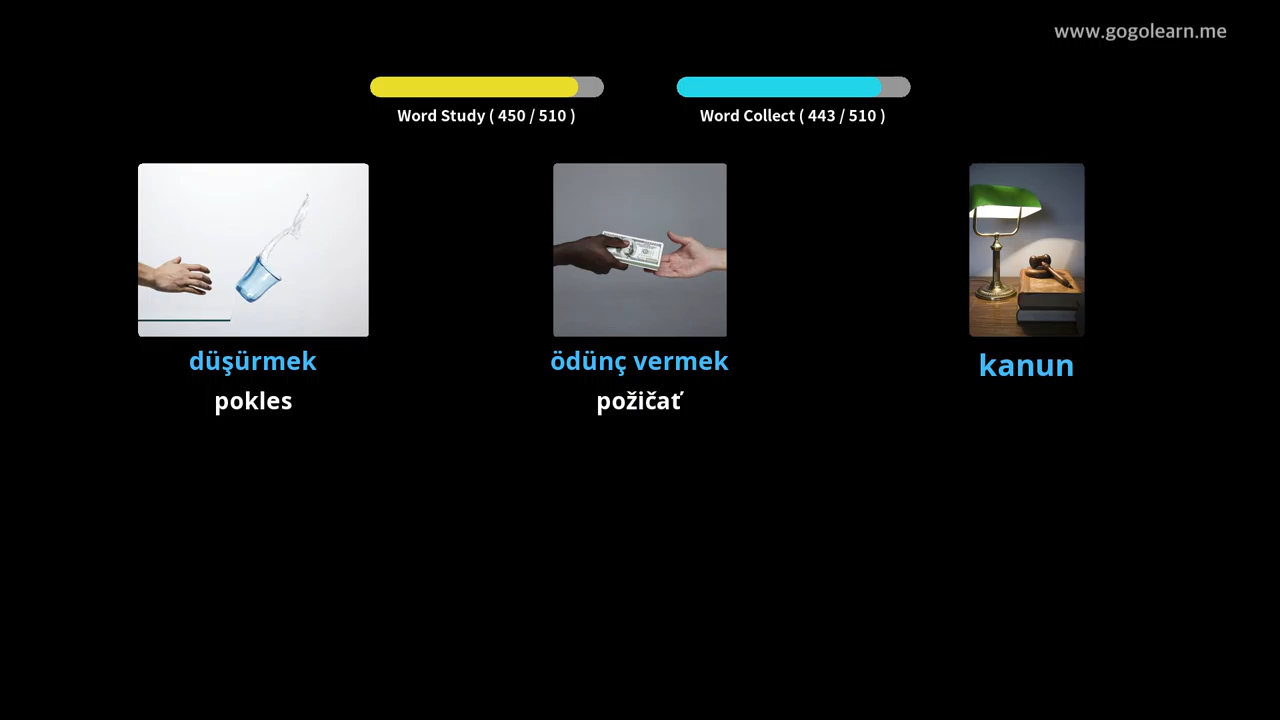 www.gogolearn.me
Word Study ( 450 / 510 )
Word Collect ( 443 / 510 )
düşürmek
ödünç vermek
kanun
pokles
požičať